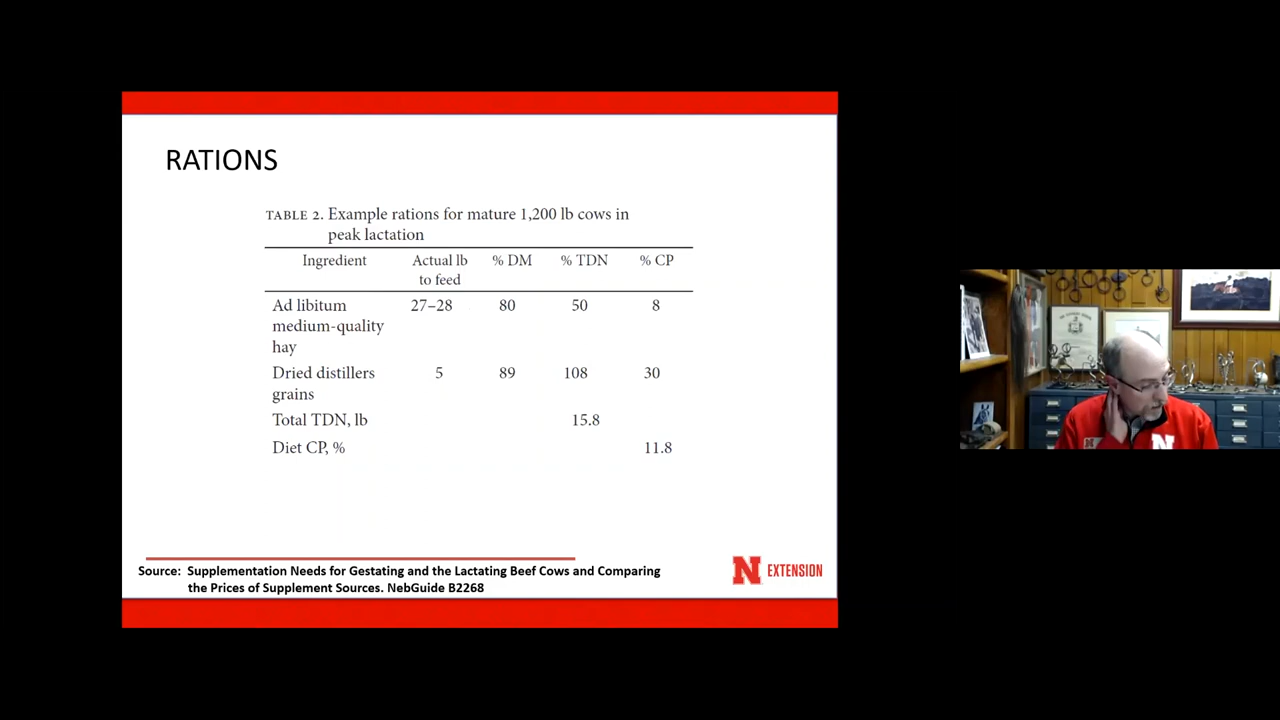 RATIONS
TABLE 2. Example rations for mature 1,200 lb cows in
peak lactation
Ingredient Actual lb to feed % DM % TDN % CP
Ad libitum medium-quality hay 27–28 80 50 8
Dried distillers grains 5 89 108 30
Total TDN, lb 15.8
Diet CP, % 11.8
Source: Supplementation Needs for Gestating and the Lactating Beef Cows and Comparing
the Prices of Supplement Sources. NebGuide B2268
N EXTENSION
N